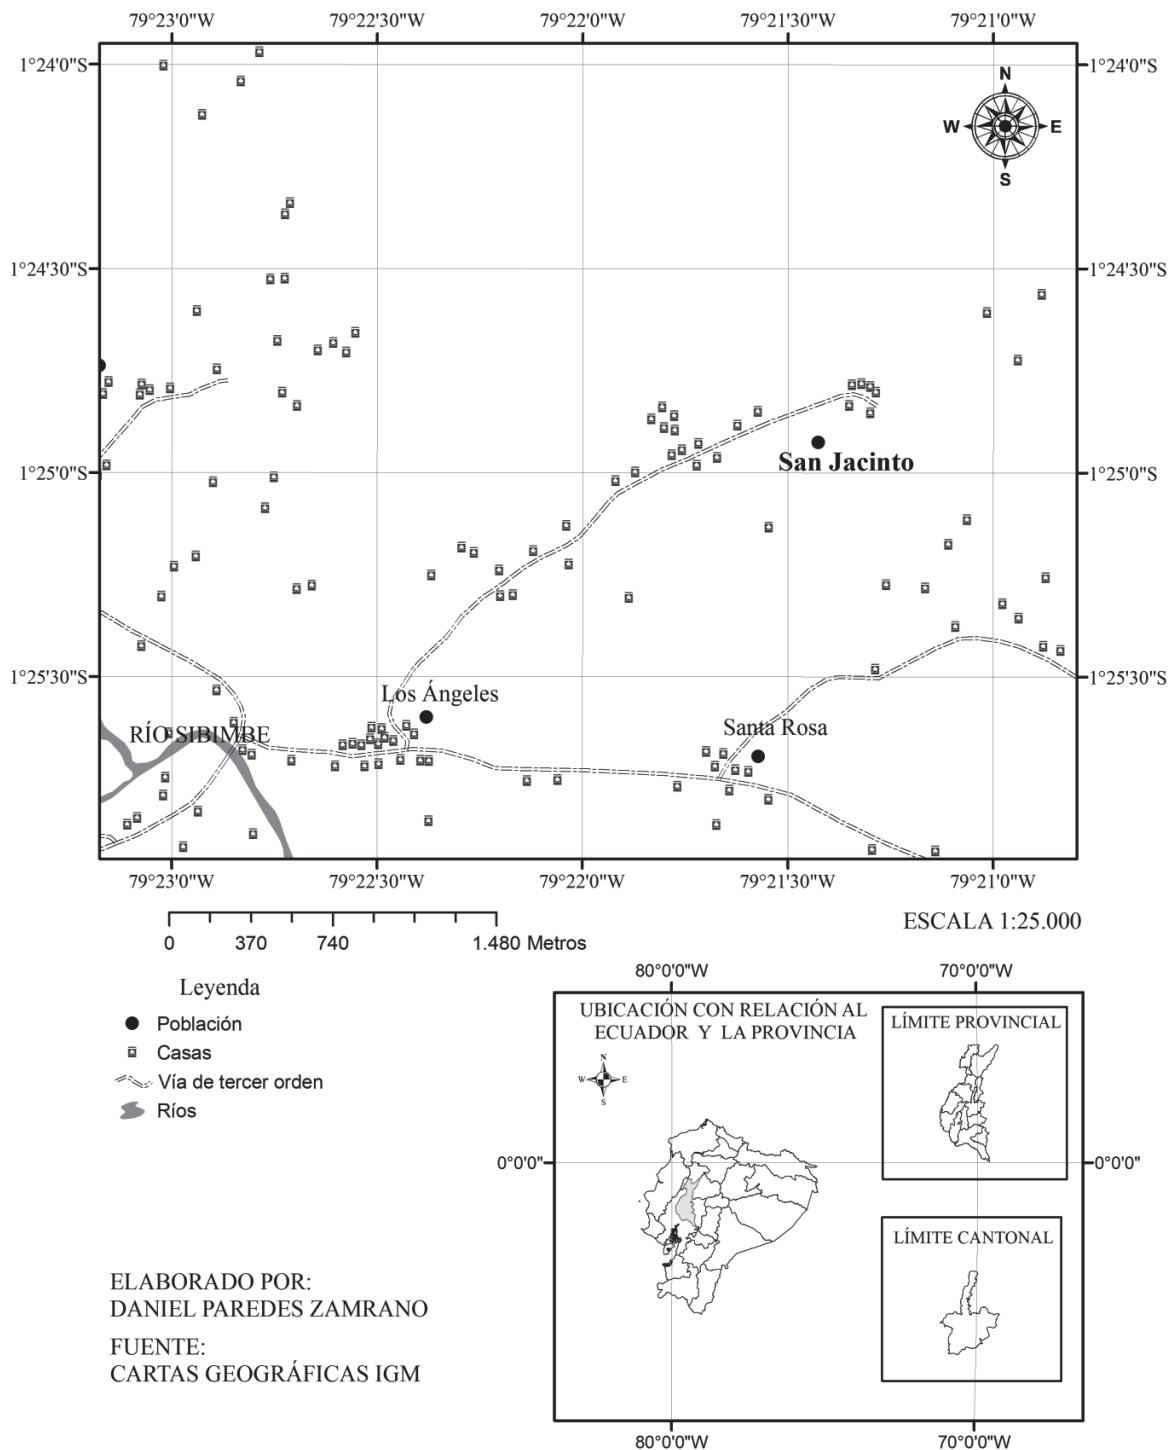 79°23'0"W 79°22'30"W 79°22'0"W 79°21'30"W 79°21'0"W
1°24'0"S 1°24'0"S
N
W E
S
1°24'30"S 1°24'30"S
San Jacinto
1°25'0"S 1°25'0"S
1°25'30"S 1°25'30"S
Los Ángeles
Santa Rosa
RÍO SIBIMBE
79°23'0"W 79°22'30"W 79°22'0"W 79°21'30"W 79°21'0"W
ESCALA 1:25.000
0 370 740 1.480 Metros
Leyenda
Población
Casas
Vía de tercer orden
Ríos
80°0'0"W 70°0'0"W
UBICACIÓN CON RELACIÓN AL
ECUADOR Y LA PROVINCIA
N
W E
S
LÍMITE PROVINCIAL
0°0'0" 0°0'0"
LÍMITE CANTONAL
80°0'0"W 70°0'0"W
ELABORADO POR:
DANIEL PAREDES ZAMRANO
FUENTE:
CARTAS GEOGRÁFICAS IGM